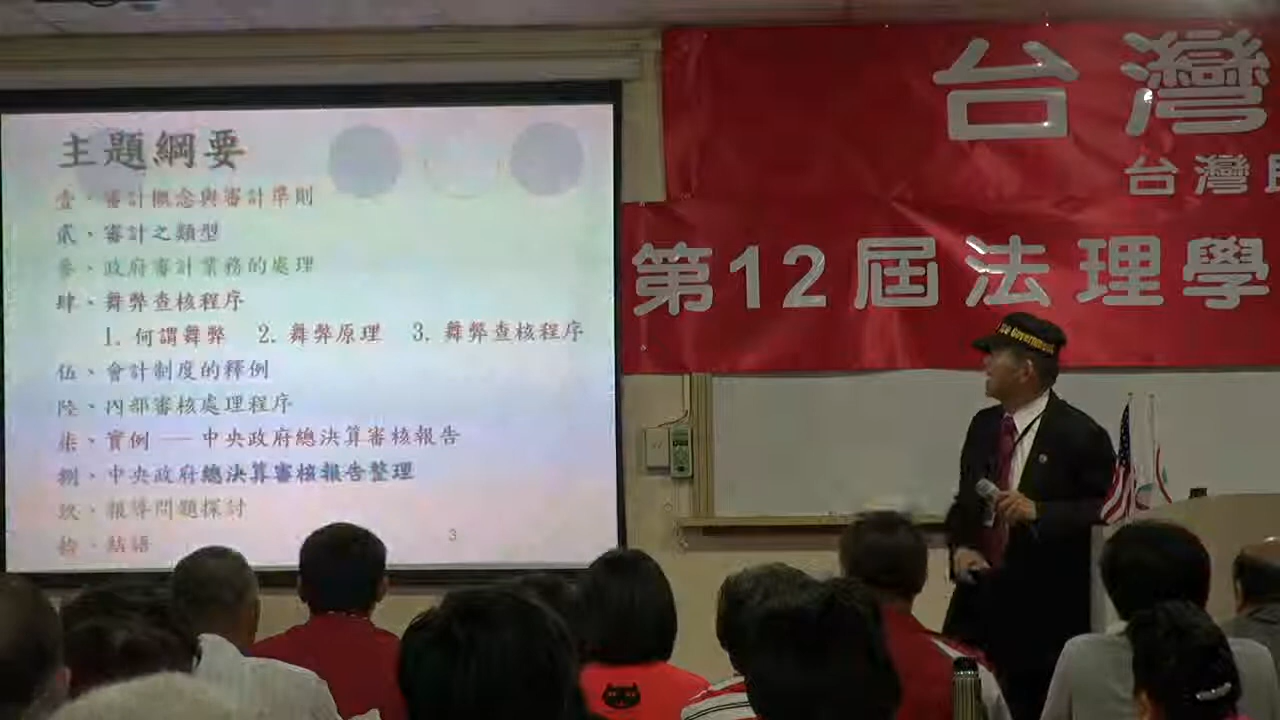 主題綱要
壹、審計概念與審計準則
貳、審計之類型
參、政府審計業務的處理
肆、舞弊查核程序
1. 何謂舞弊 2. 舞弊原理 3. 舞弊查核程序
伍、會計制度的釋例
陸、內部審核處理程序
柒、實例 — 中央政府總決算審核報告
捌、中央政府總決算審核報告整理
玖、報導問題探討
拾、結語
3
台灣
台灣
第12屆法理學
Government